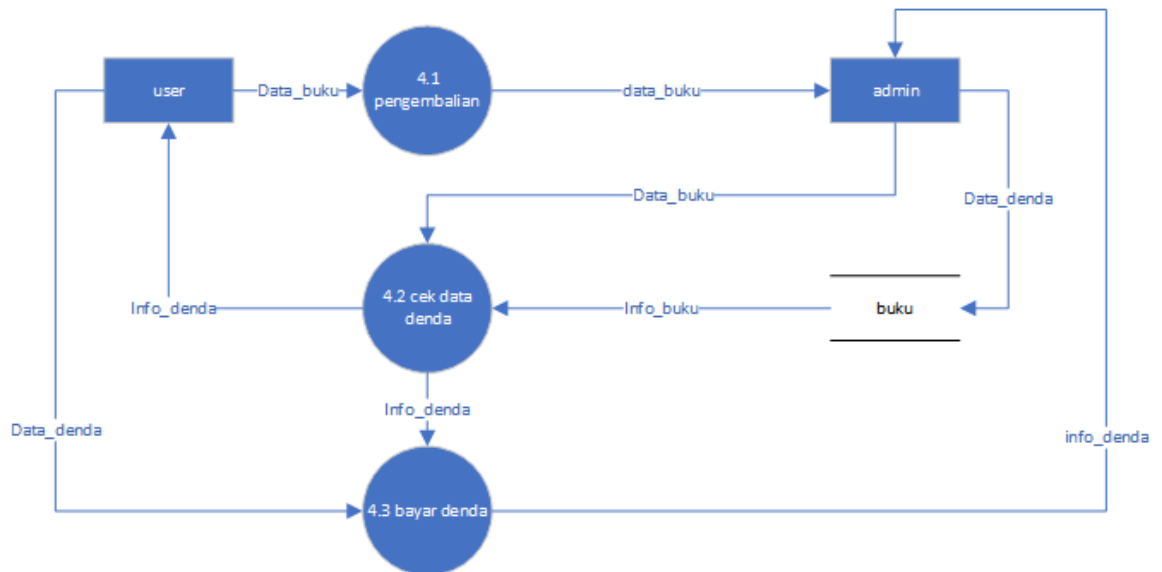 user
Data_buku
4.1
pengembalian
data_buku
admin
Data_buku
Data_denda
Info_denda
4.2 cek data
denda
Info_buku
buku
Info_denda
Data_denda
info_denda
4.3 bayar denda